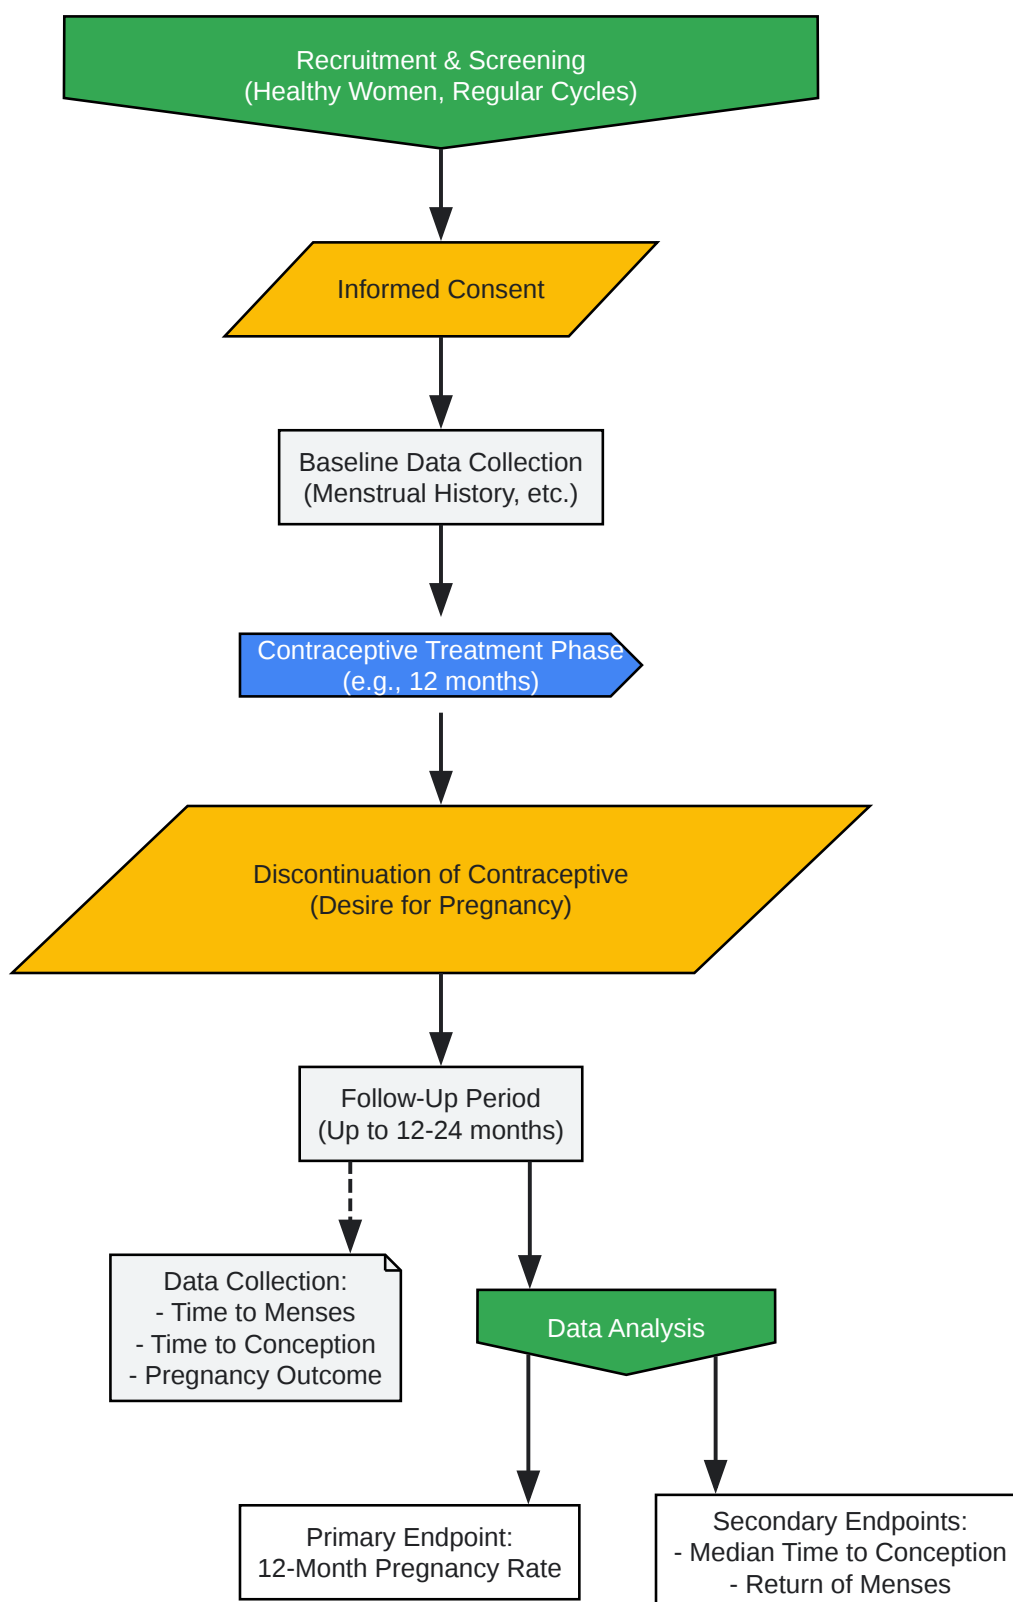 Recruitment & Screening
(Healthy Women, Regular Cycles)
Informed Consent
Baseline Data Collection
(Menstrual History, etc.)
Contraceptive Treatment Phase
(e.g., 12 months)
Discontinuation of Contraceptive
(Desire for Pregnancy)
Follow-Up Period
(Up to 12-24 months)
Data Collection:
- Time to Menses
- Time to Conception
- Pregnancy Outcome
Data Analysis
Primary Endpoint:
12-Month Pregnancy Rate
Secondary Endpoints:
- Median Time to Conception
- Return of Menses